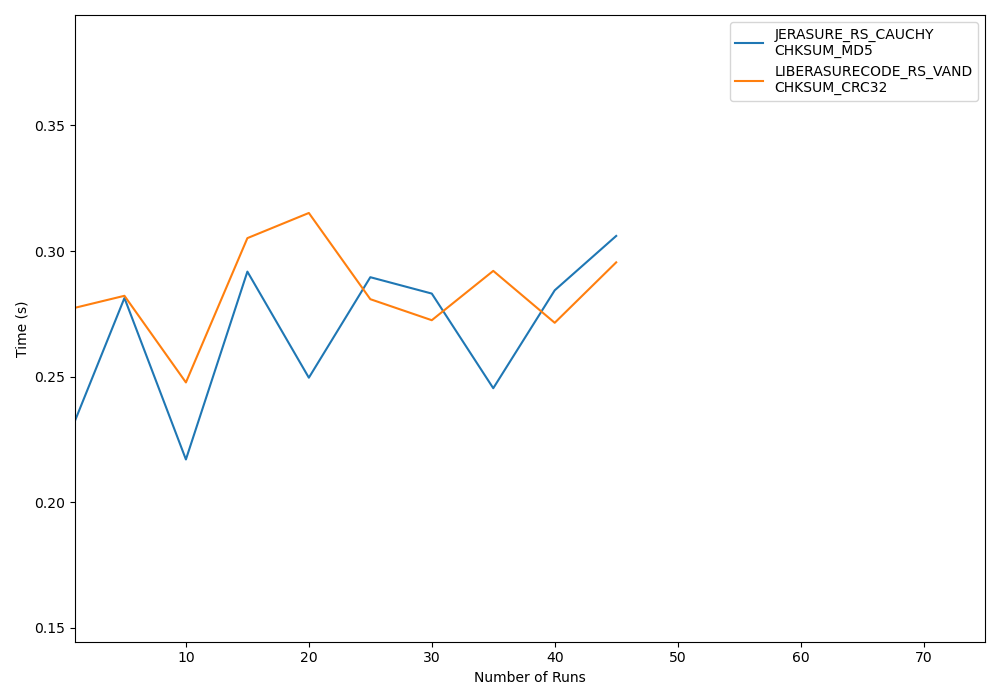 JERASURE_RS_CAUCHY
CHKSUM_MD5
LIBERASURECODE_RS_VAND
CHKSUM_CRC32
0.35
0.30
0.25
0.20
0.15
Time (s)
10 20 30 40 50 60 70
Number of Runs